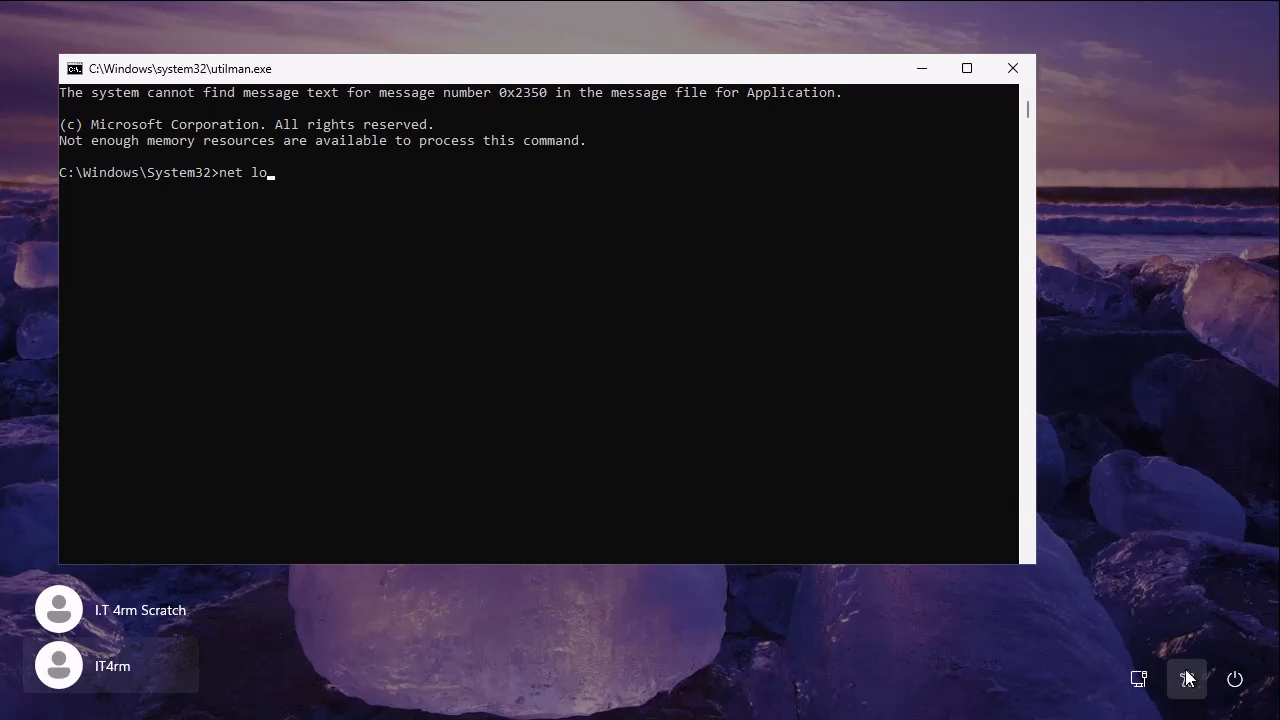 C:\Windows\system32\utilman.exe
The system cannot find message text for message number 0x2350 in the message file for Application.
(c) Microsoft Corporation. All rights reserved.
Not enough memory resources are available to process this command.
C:\Windows\System32>net lo
I.T 4rm Scratch
IT4rm